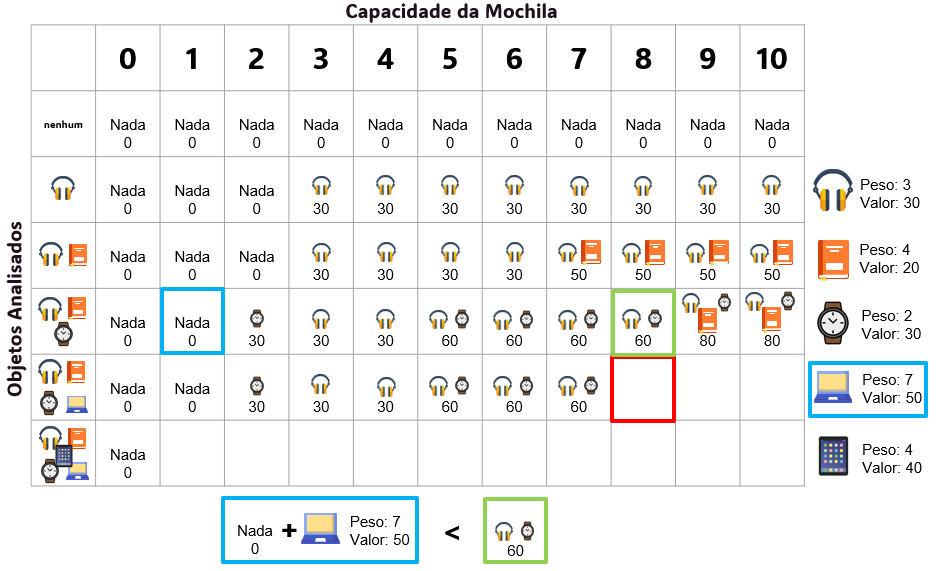 Capacidade da Mochila
0 1 2 3 4 5 6 7 8 9 10
Objetos Analisados
nenhum
Nada Nada Nada Nada Nada Nada Nada Nada Nada Nada Nada
0 0 0 0 0 0 0 0 0 0 0
Nada Nada Nada
0 0 0 30 30 30 30 30 30 30 30
Peso: 3
Valor: 30
Nada Nada Nada
0 0 0 30 30 30 30 50 50 50 50
Peso: 4
Valor: 20
Nada Nada
0 0 30 30 30 60 60 60 60 80 80
Peso: 2
Valor: 30
Nada Nada
0 0 30 30 30 60 60 60
Peso: 7
Valor: 50
Nada
0
Peso: 4
Valor: 40
Nada
0
+
Peso: 7
Valor: 50
<
60